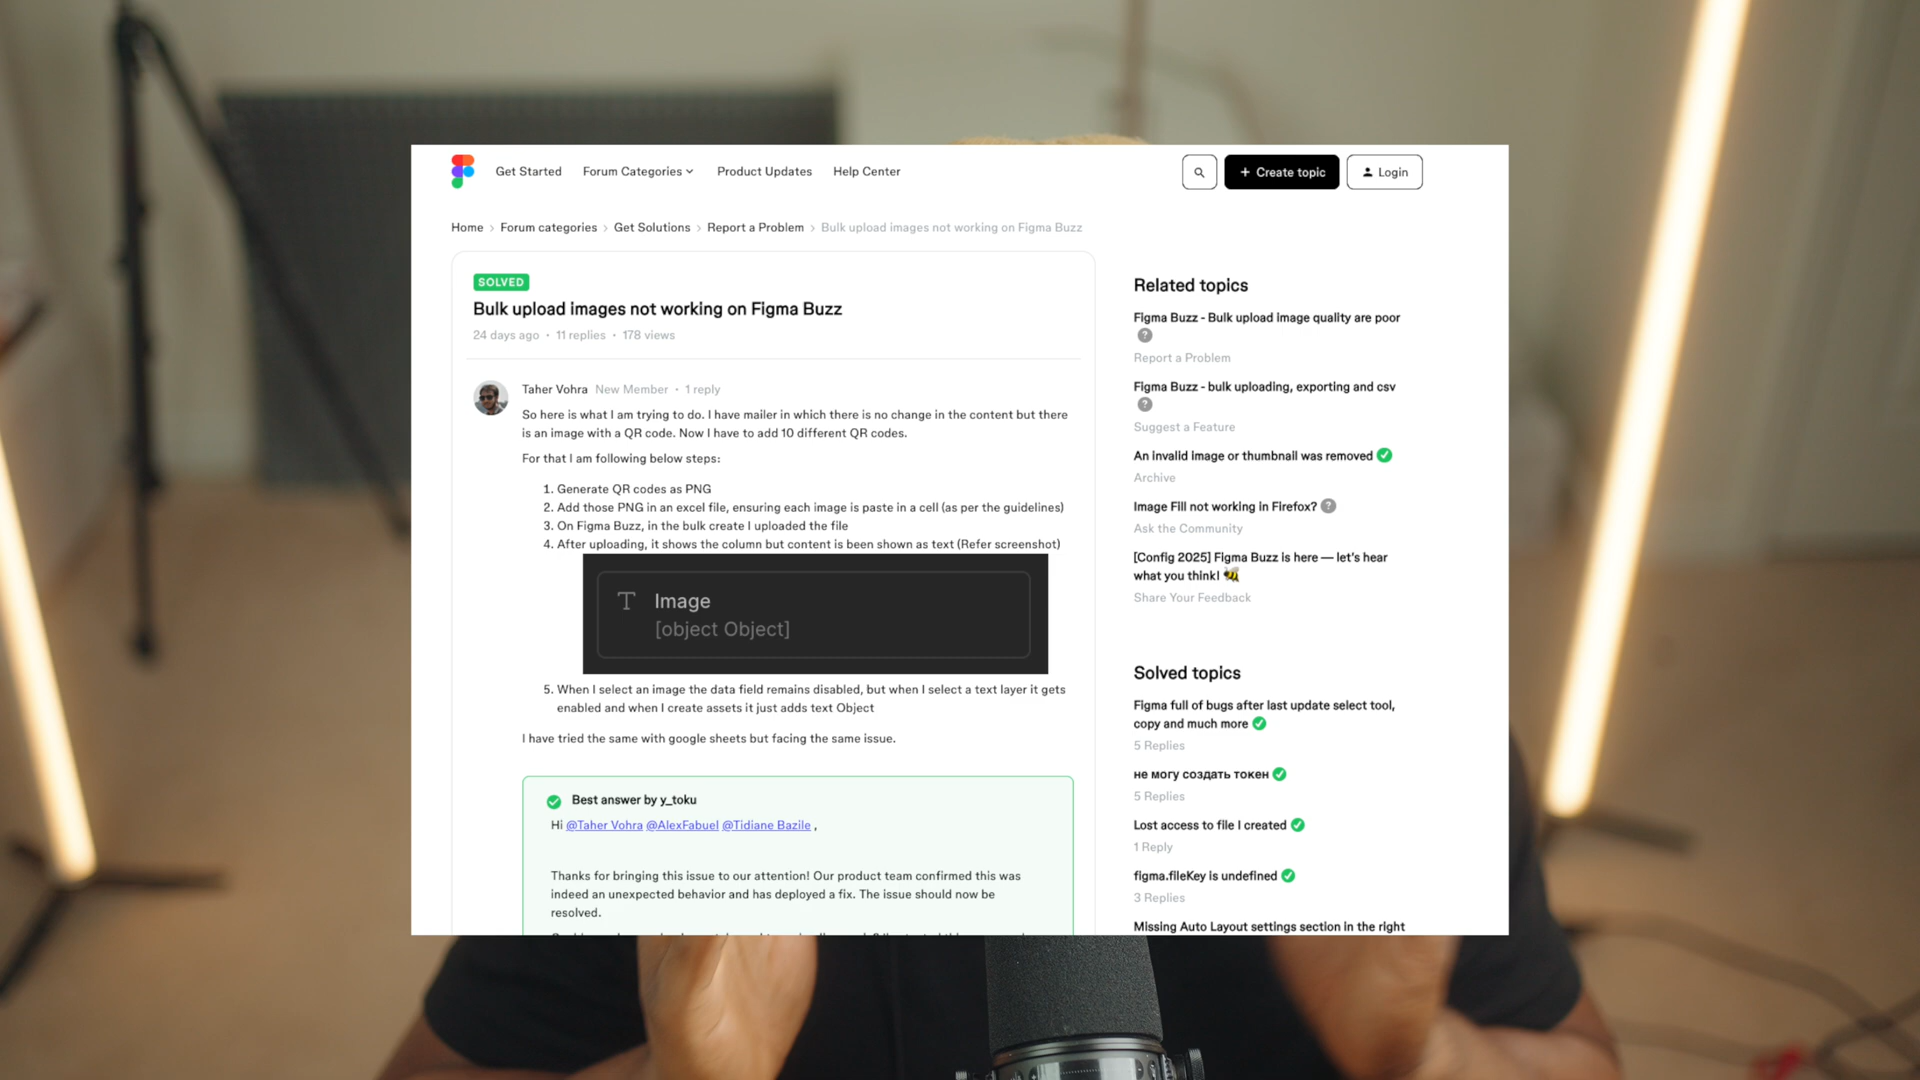 Get Started
Forum Categories
Product Updates
Help Center
+ Create topic
Login
Home > Forum categories > Get Solutions > Report a Problem > Bulk upload images not working on Figma Buzz
SOLVED
Bulk upload images not working on Figma Buzz
24 days ago • 11 replies • 178 views
Taher Vohra New Member • 1 reply
So here is what I am trying to do. I have mailer in which there is no change in the content but there
is an image with a QR code. Now I have to add 10 different QR codes.
For that I am following below steps:
1. Generate QR codes as PNG
2. Add those PNG in an excel file, ensuring each image is paste in a cell (as per the guidelines)
3. On Figma Buzz, in the bulk create I uploaded the file
4. After uploading, it shows the column but content is been shown as text (Refer screenshot)
T Image
[object Object]
5. When I select an image the data field remains disabled, but when I select a text layer it gets
enabled and when I create assets it just adds text Object
I have tried the same with google sheets but facing the same issue.
Best answer by y_toku
Hi @Taher Vohra @AlexFabuel @Tidiane Bazile ,
Thanks for bringing this issue to our attention! Our product team confirmed this was
indeed an unexpected behavior and has deployed a fix. The issue should now be
resolved.
Related topics
Figma Buzz - Bulk upload image quality are poor
?
Report a Problem
Figma Buzz - bulk uploading, exporting and csv
?
Suggest a Feature
An invalid image or thumbnail was removed
Archive
Image Fill not working in Firefox? ?
Ask the Community
[Config 2025] Figma Buzz is here — let's hear
what you think! 🐝
Share Your Feedback
Solved topics
Figma full of bugs after last update select tool,
copy and much more
5 Replies
не могу создать токен
5 Replies
Lost access to file I created
1 Reply
figma.fileKey is undefined
3 Replies
Missing Auto Layout settings section in the right